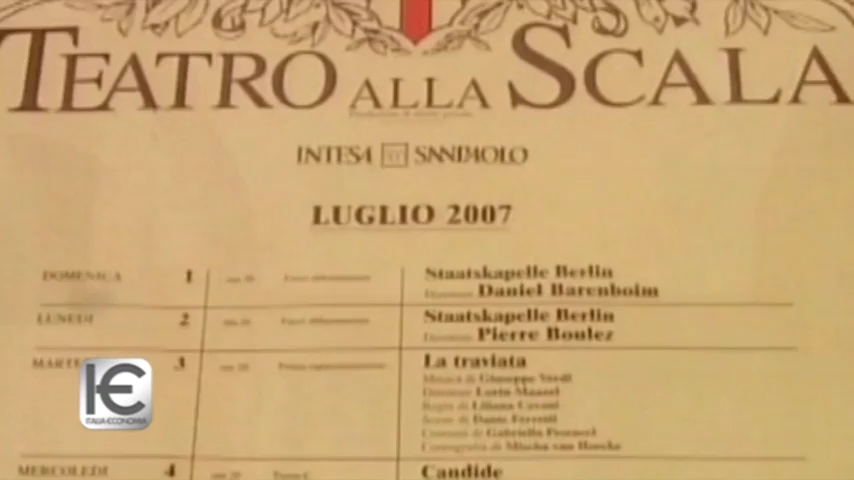 TEATRO ALLA SCALA
INTESA SANPAOLO
LUGLIO 2007
DOMENICA 1 Staatskapelle Berlin
Daniel Barenboim
LUNEDI 2 Staatskapelle Berlin
Pierre Boulez
3 La traviata
Musica di Giuseppe Verdi
Direttore Lorin Maazel
Regia di Liliana Cavani
Scene di Dante Ferretti
Costumi di Gabriella Pescucci
Coreografia di Micha van Hoecke
MERCOLEDI 4 Candide
IE
ITALIA-ECONOMIA